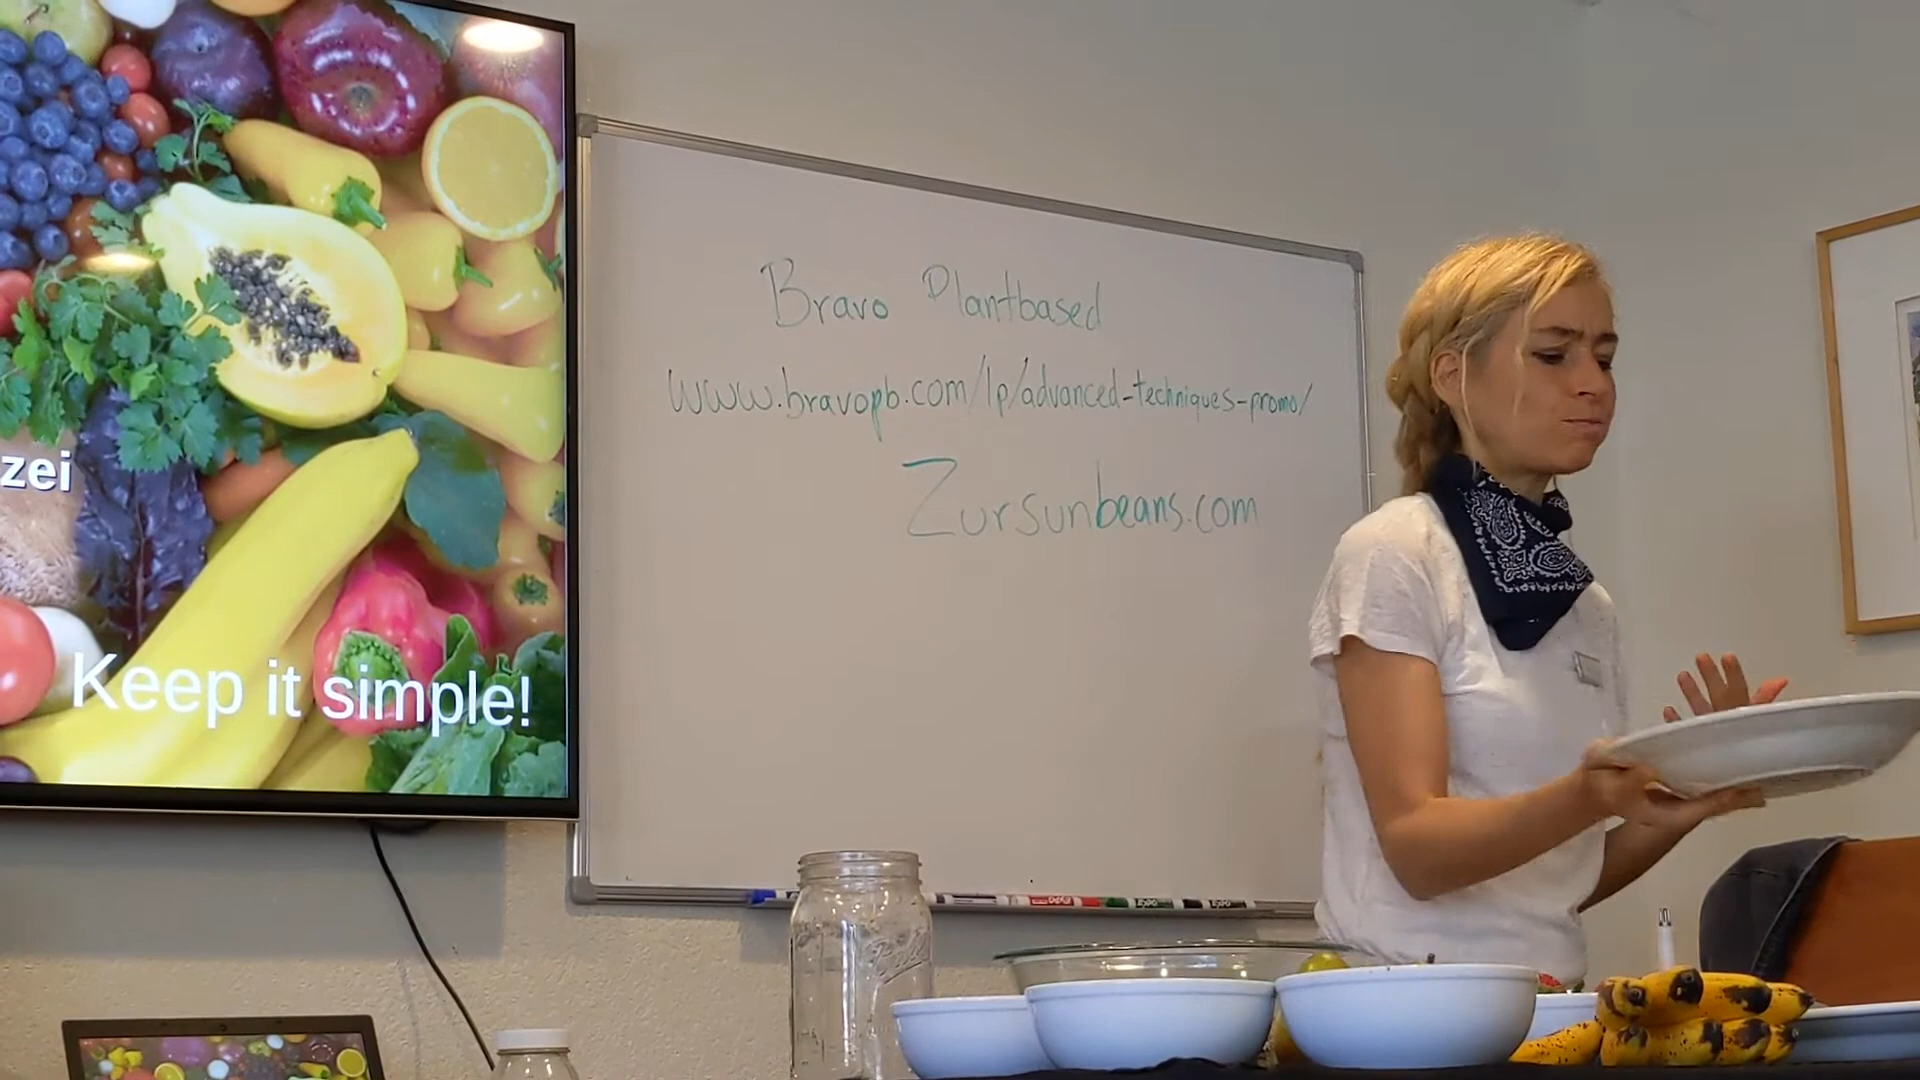 zei
Keep it simple!
Bravo Plantbased
www.bravopb.com/lp/advanced-techniques-promo/
Zursunbeans.com